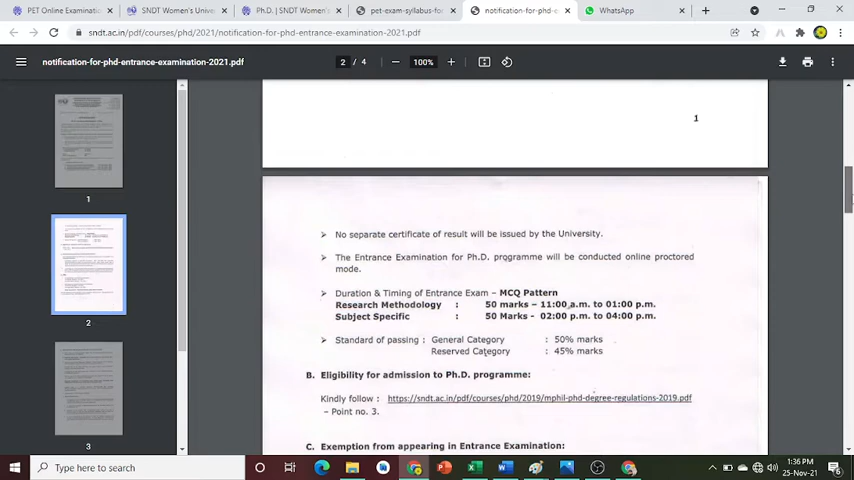 PET Online Examinatio
SNDT Women's Unive
Ph.D. | SNDT Women's
pet-exam-syllabus-fo
notification-for-phd-e
WhatsApp
sndt.ac.in/pdf/courses/phd/2021/notification-for-phd-entrance-examination-2021.pdf
notification-for-phd-entrance-examination-2021.pdf
2 / 4
100%
1
2
3
1
No separate certificate of result will be issued by the University.
The Entrance Examination for Ph.D. programme will be conducted online proctored
mode.
Duration & Timing of Entrance Exam – MCQ Pattern
Research Methodology : 50 marks – 11:00 a.m. to 01:00 p.m.
Subject Specific : 50 Marks - 02:00 p.m. to 04:00 p.m.
Standard of passing : General Category : 50% marks
Reserved Category : 45% marks
B. Eligibility for admission to Ph.D. programme:
Kindly follow : https://sndt.ac.in/pdf/courses/phd/2019/mphil-phd-degree-regulations-2019.pdf
– Point no. 3.
C. Exemption from appearing in Entrance Examination:
Type here to search
1:36 PM
25-Nov-21
6